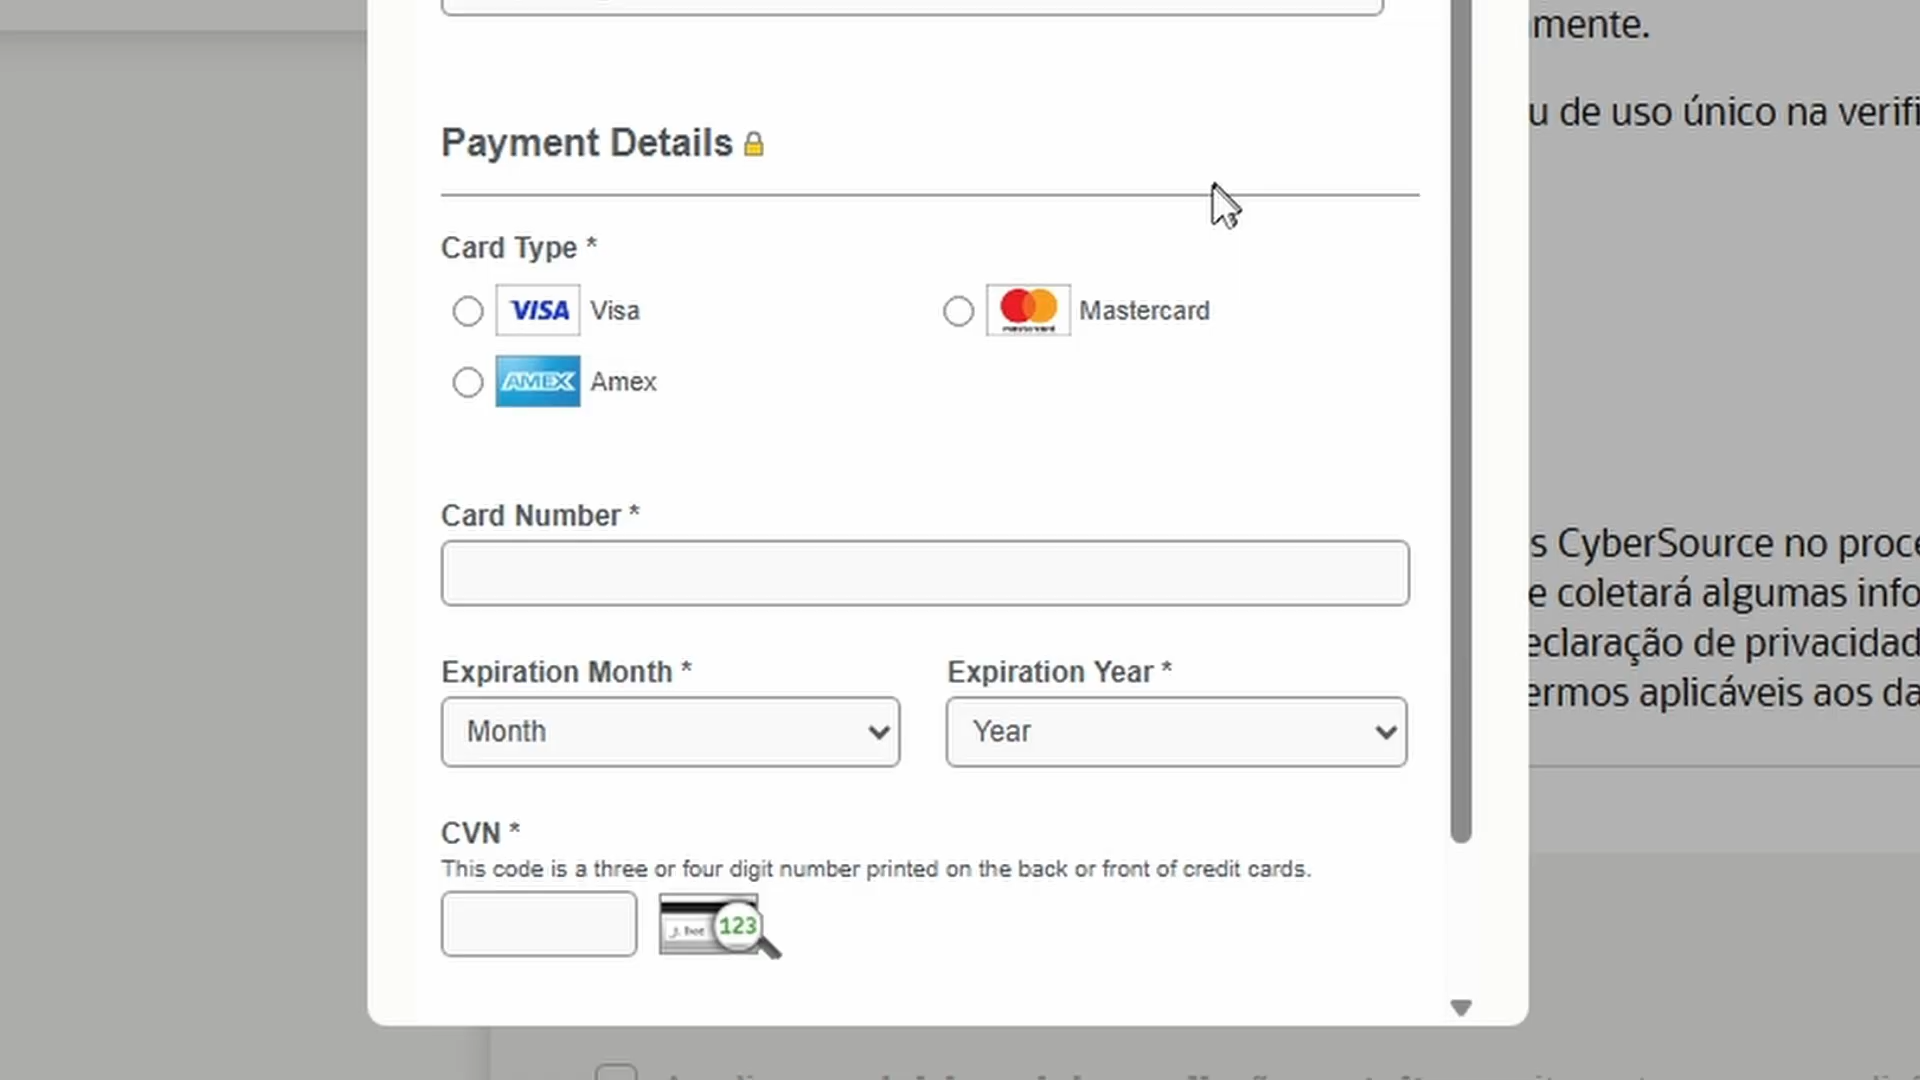 mente.
u de uso único na verifi
Payment Details
Card Type *
VISA Visa
mastercard Mastercard
AMEX Amex
Card Number *
s CyberSource no proce
e coletará algumas info
eclaração de privacidad
ermos aplicáveis aos da
Expiration Month *
Expiration Year *
Month
Year
CVN *
This code is a three or four digit number printed on the back or front of credit cards.
J. Doe 123